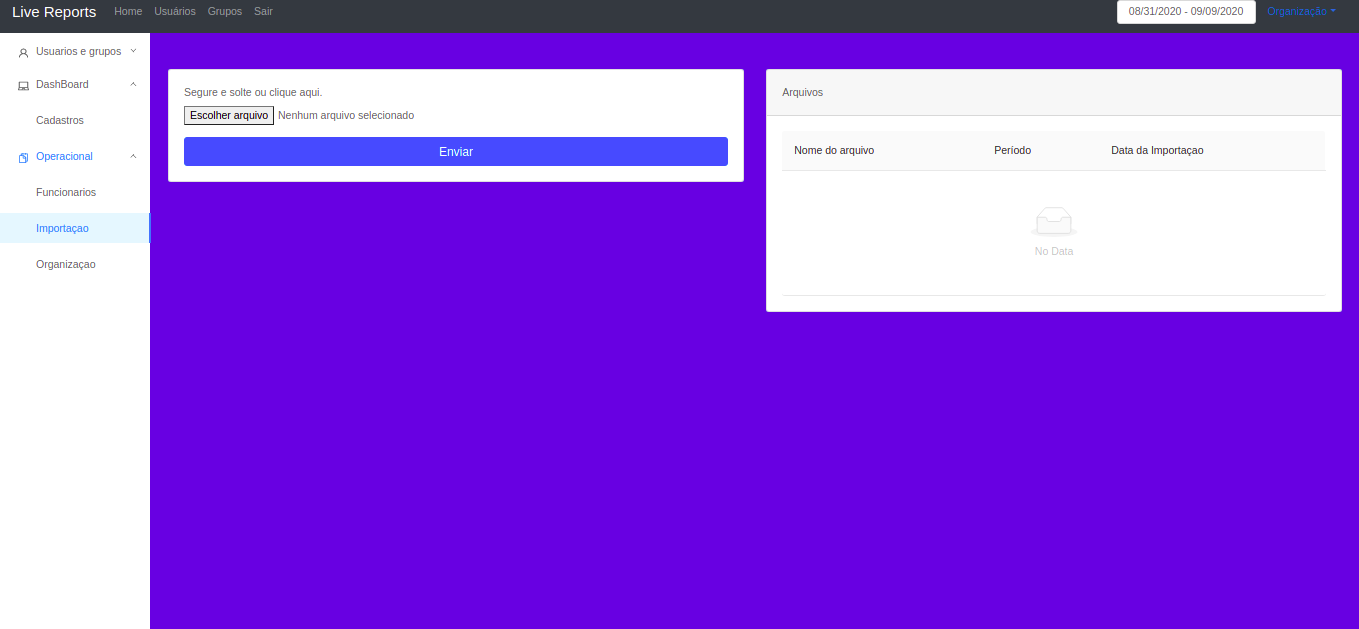 Live Reports Home Usuários Grupos Sair 08/31/2020 - 09/09/2020 Organização
Usuarios e grupos
DashBoard
Cadastros
Operacional
Funcionarios
Importaçao
Organizaçao
Segure e solte ou clique aqui.
Escolher arquivo Nenhum arquivo selecionado
Enviar
Arquivos
Nome do arquivo Período Data da Importaçao
No Data